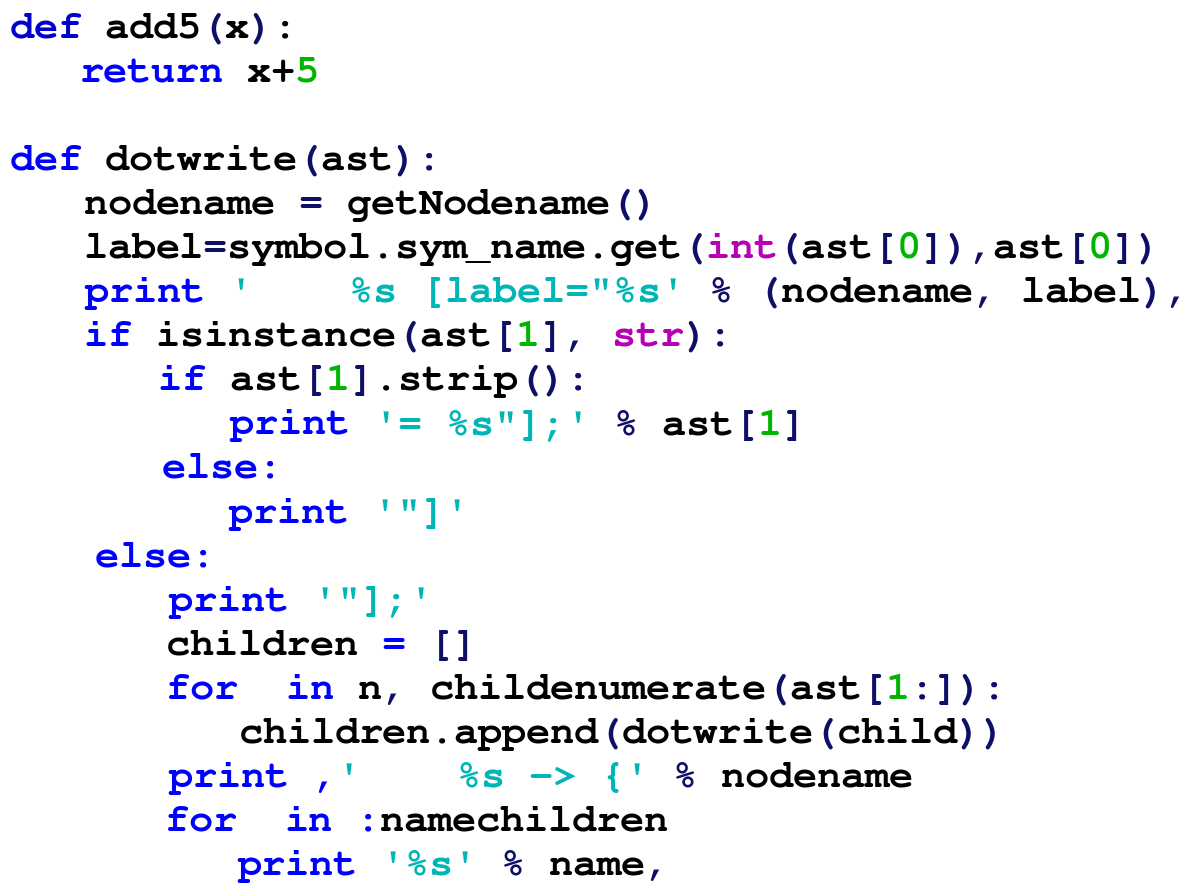 def add5(x):
   return x+5

def dotwrite(ast):
   nodename = getNodename()
   label=symbol.sym_name.get(int(ast[0]),ast[0])
   print '    %s [label="%s' % (nodename, label),
   if isinstance(ast[1], str):
      if ast[1].strip():
         print '= %s"];' % ast[1]
      else:
         print '"]'
   else:
      print '"];'
      children = []
      for  in n, childenumerate(ast[1:]):
         children.append(dotwrite(child))
      print ,'    %s -> {' % nodename
      for  in :namechildren
         print '%s' % name,